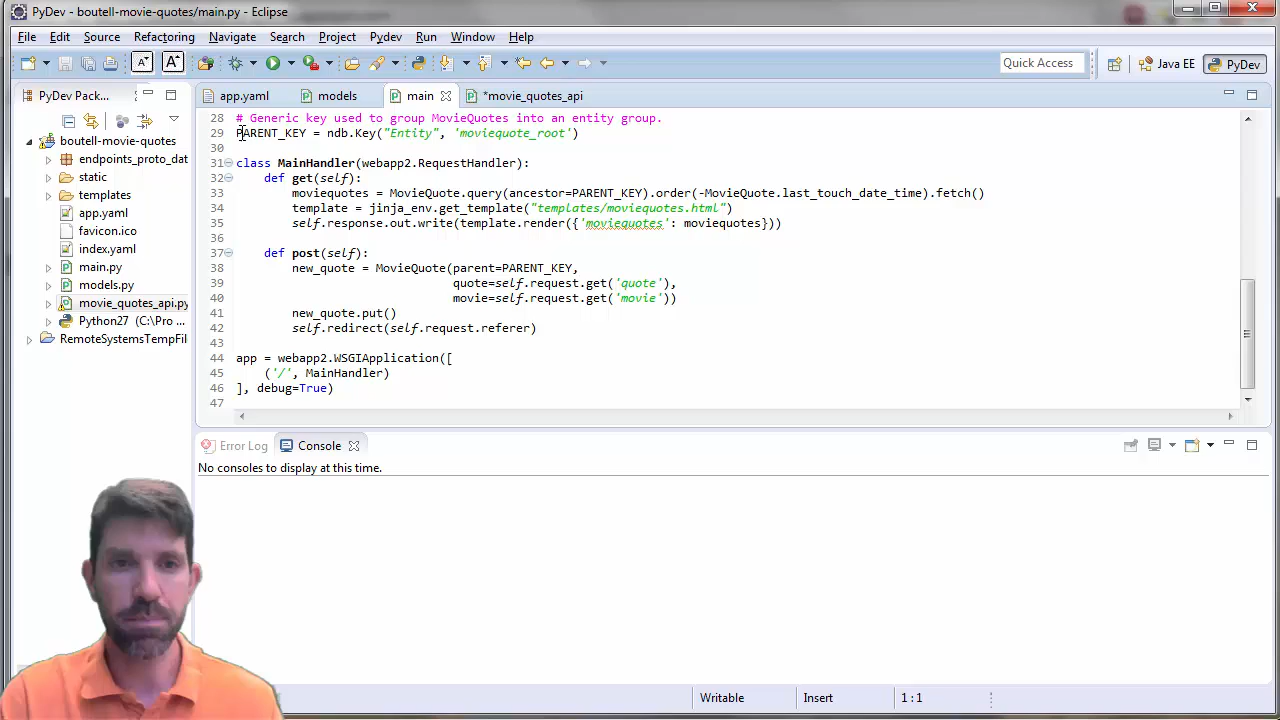 PyDev - boutell-movie-quotes/main.py - Eclipse
File Edit Source Refactoring Navigate Search Project Pydev Run Window Help
Quick Access
Java EE
PyDev
PyDev Pack...
app.yaml
models
main
*movie_quotes_api
boutell-movie-quotes
endpoints_proto_dat
static
templates
app.yaml
favicon.ico
index.yaml
main.py
models.py
movie_quotes_api.py
Python27 (C:\Pro ...
RemoteSystemsTempFil
28 # Generic key used to group MovieQuotes into an entity group.
29 PARENT_KEY = ndb.Key("Entity", 'moviequote_root')
30
31 class MainHandler(webapp2.RequestHandler):
32 def get(self):
33 moviequotes = MovieQuote.query(ancestor=PARENT_KEY).order(-MovieQuote.last_touch_date_time).fetch()
34 template = jinja_env.get_template("templates/moviequotes.html")
35 self.response.out.write(template.render({'moviequotes': moviequotes}))
36
37 def post(self):
38 new_quote = MovieQuote(parent=PARENT_KEY,
39 quote=self.request.get('quote'),
40 movie=self.request.get('movie'))
41 new_quote.put()
42 self.redirect(self.request.referer)
43
44 app = webapp2.WSGIApplication([
45 ('/', MainHandler)
46 ], debug=True)
47
Error Log
Console
No consoles to display at this time.
Writable
Insert
1 : 1